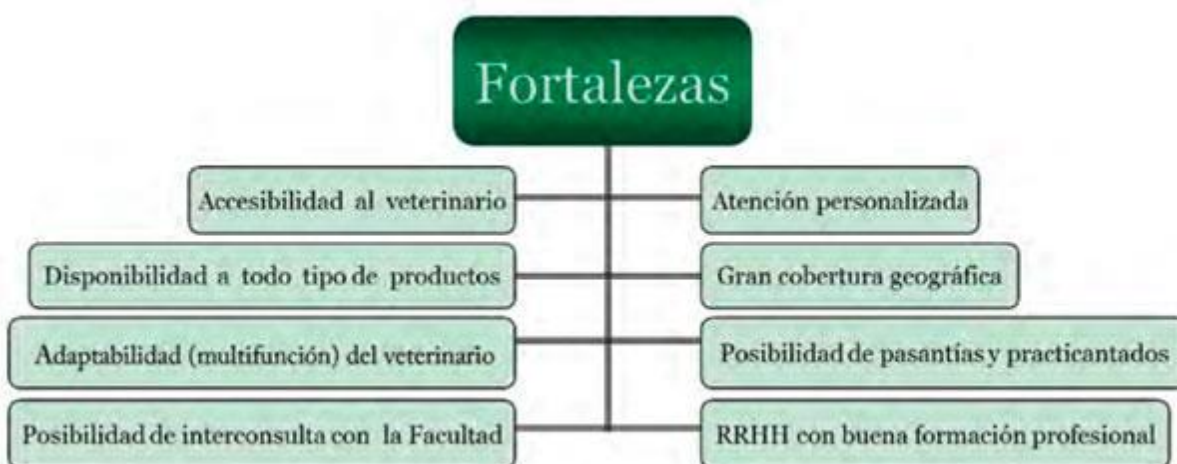 Fortalezas
Accesibilidad al veterinario
Atención personalizada
Disponibilidad a todo tipo de productos
Gran cobertura geográfica
Adaptabilidad (multifunción) del veterinario
Posibilidad de pasantías y practicantados
Posibilidad de interconsulta con la Facultad
RRHH con buena formación profesional